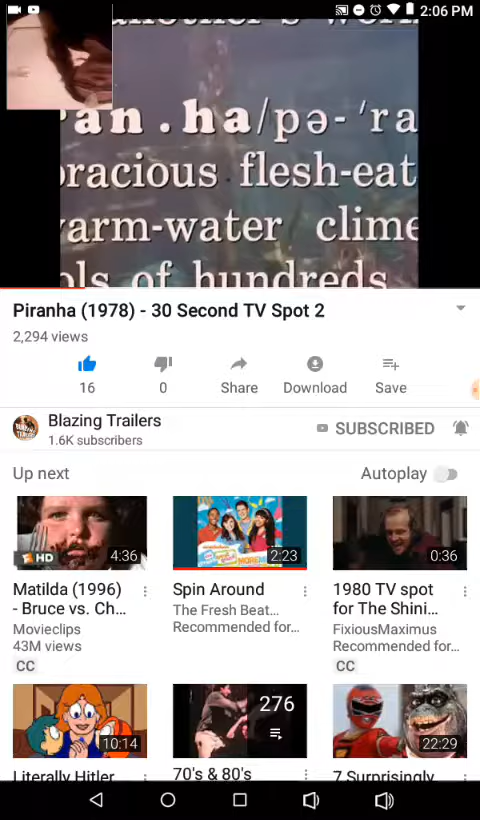 2:06 PM
an.ha/pə-ˈra
oracious flesh-eat
arm-water clime
ols of hundreds
Piranha (1978) - 30 Second TV Spot 2
2,294 views
16
0
Share
Download
Save
Blazing Trailers
1.6K subscribers
SUBSCRIBED
Up next
Autoplay
HD
4:36
2:23
0:36
Matilda (1996) - Bruce vs. Ch...
Movieclips
43M views
CC
Spin Around
The Fresh Beat...
Recommended for...
1980 TV spot for The Shini...
FixiousMaximus
Recommended for...
CC
10:14
276
22:29
Literally Hitler
70's & 80's
7 Surprisingly